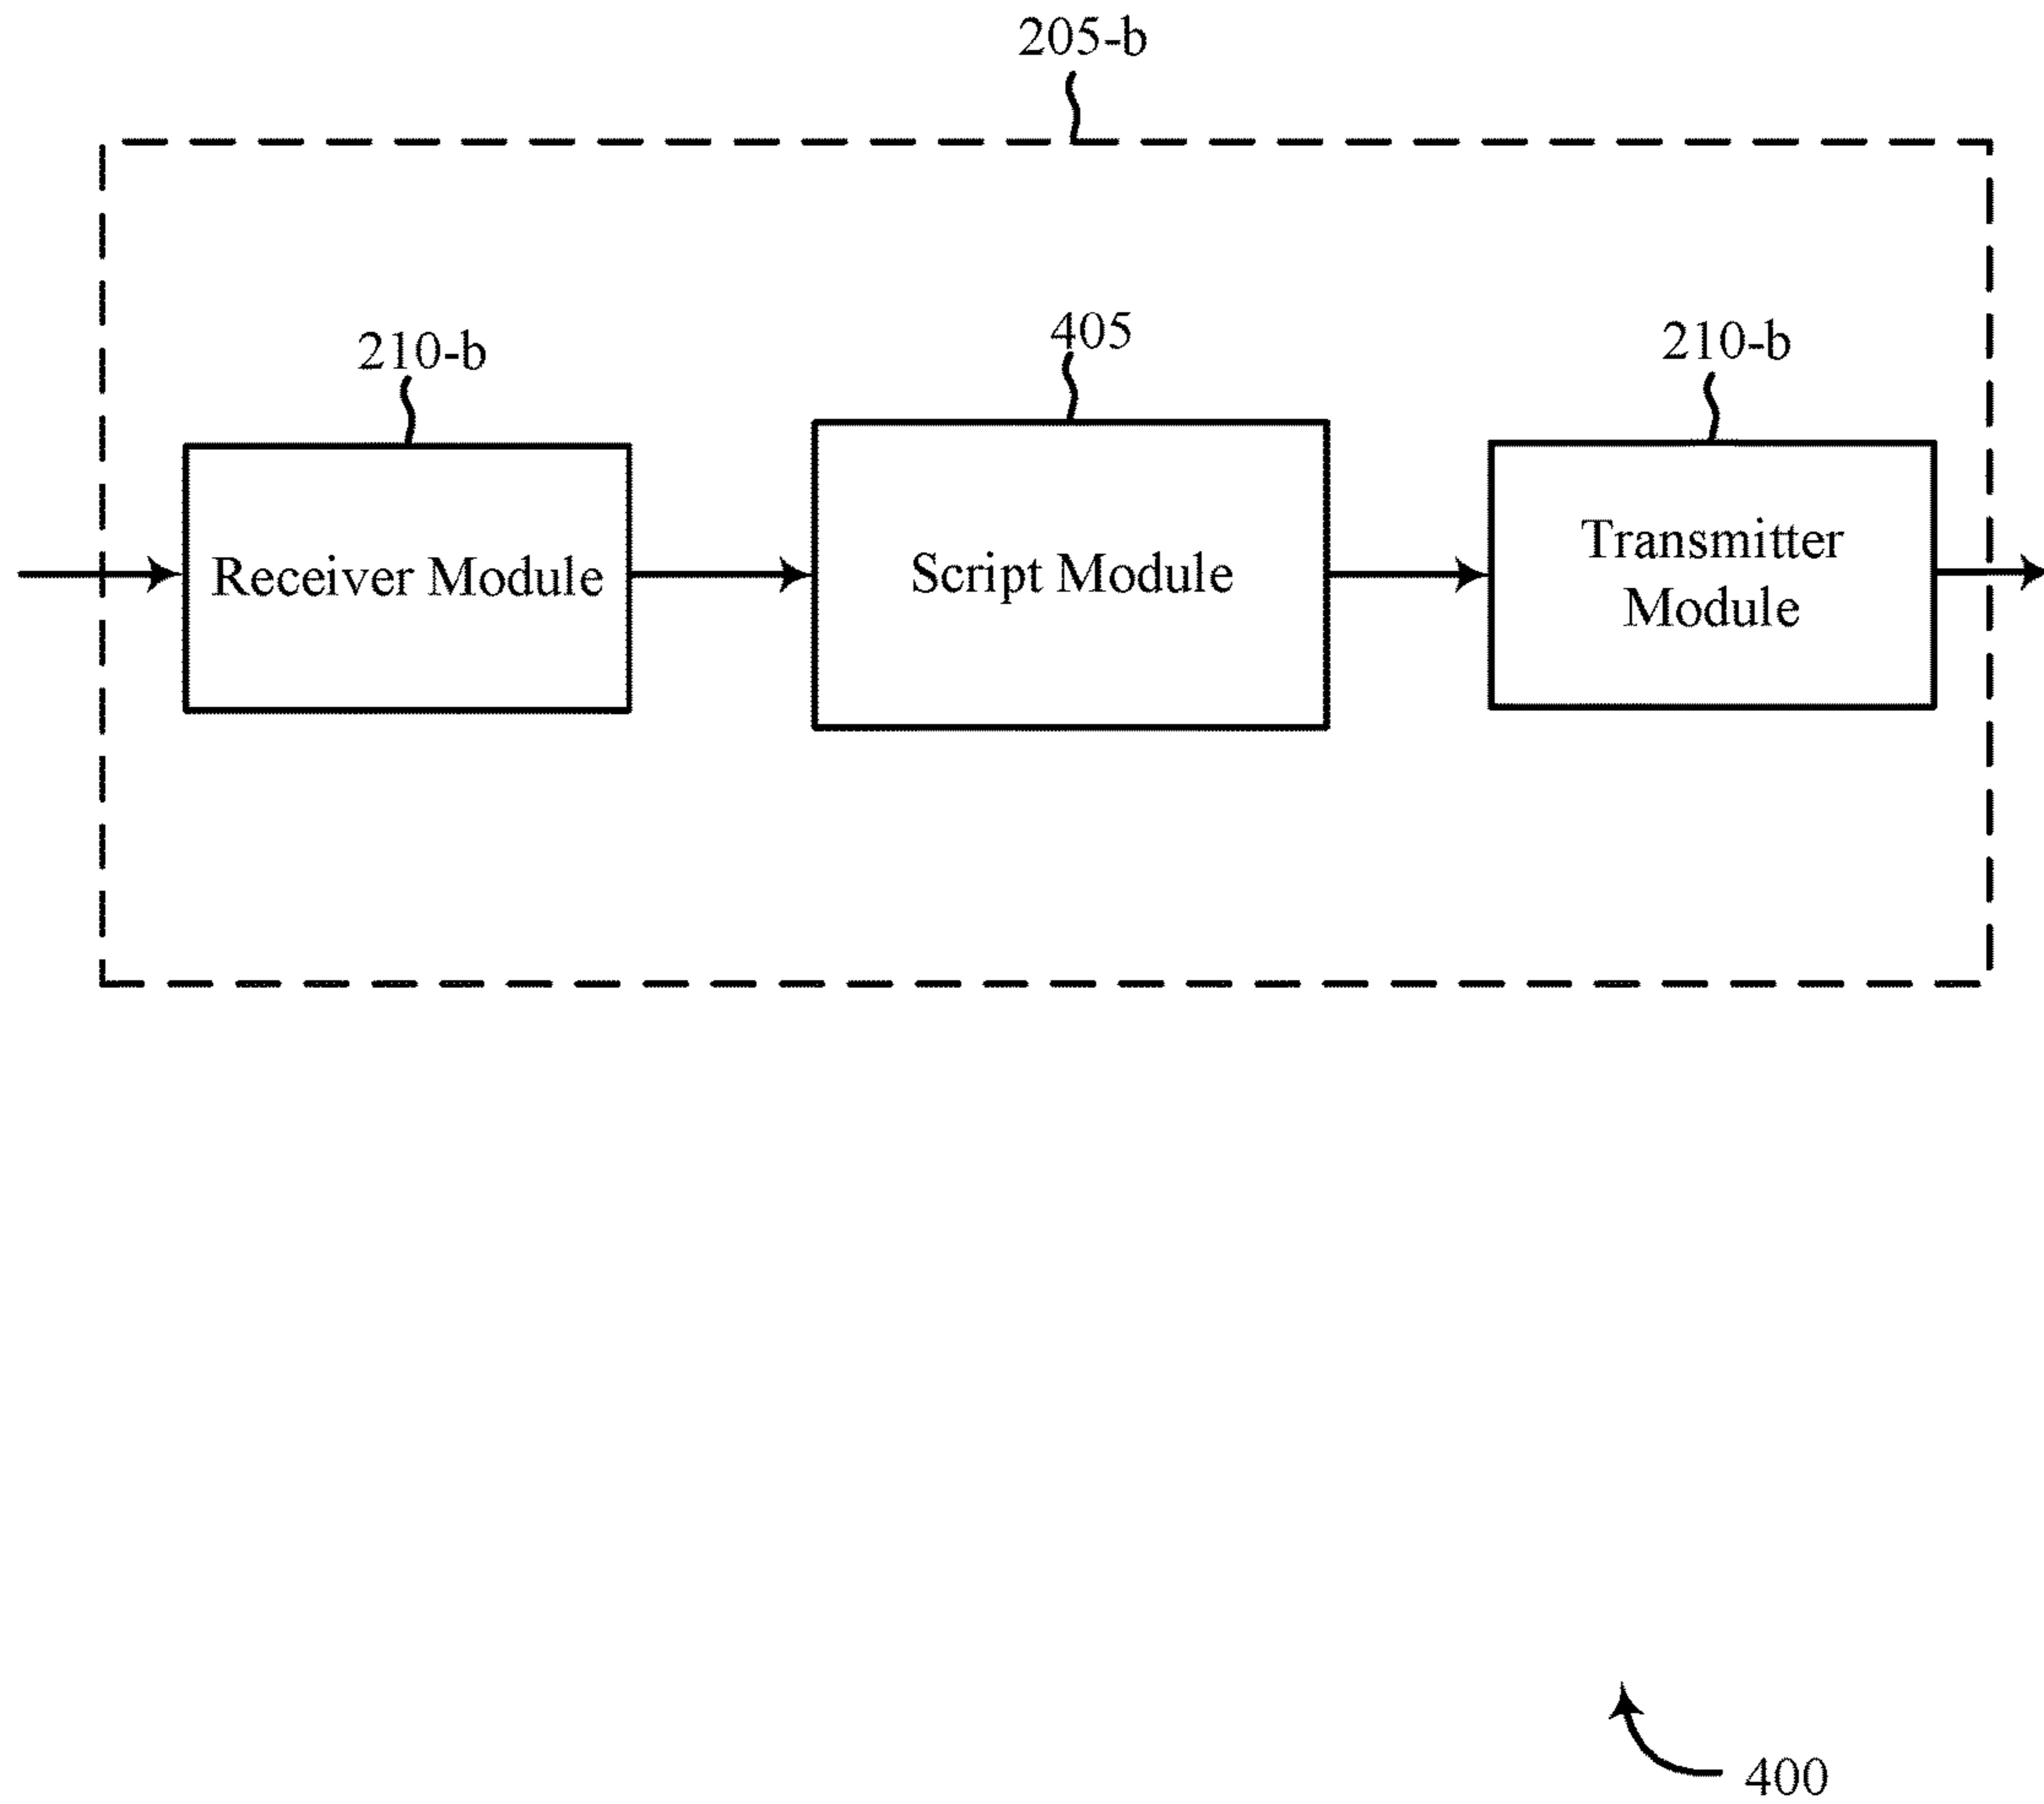 205-b
210-b
405
210-b
Receiver Module
Script Module
Transmitter
Module
400